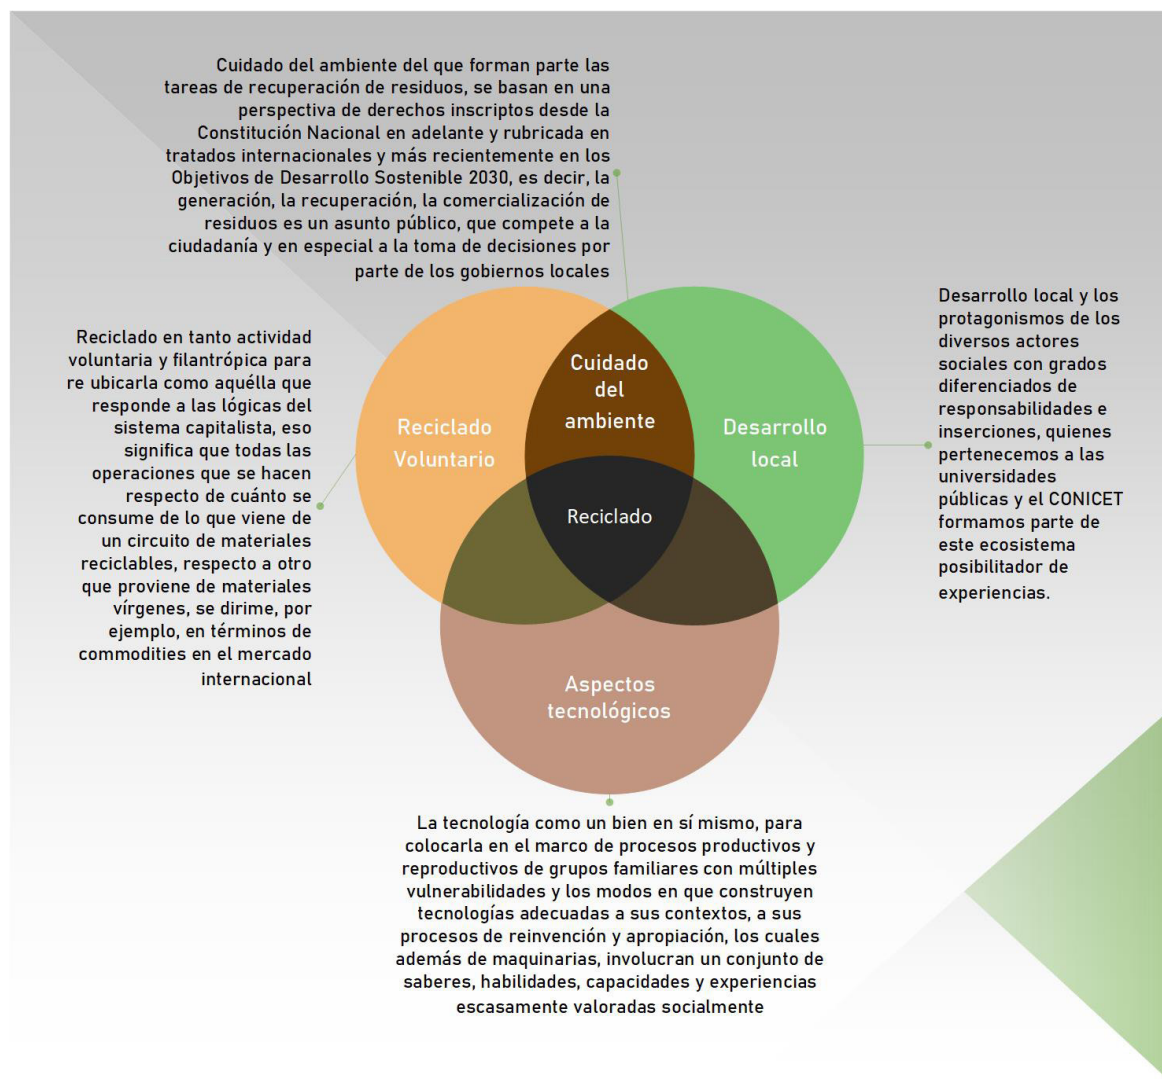 Cuidado del ambiente del que forman parte las
tareas de recuperación de residuos, se basan en una
perspectiva de derechos inscriptos desde la
Constitución Nacional en adelante y rubricada en
tratados internacionales y más recientemente en los
Objetivos de Desarrollo Sostenible 2030, es decir, la
generación, la recuperación, la comercialización de
residuos es un asunto público, que compete a la
ciudadanía y en especial a la toma de decisiones por
parte de los gobiernos locales
Reciclado en tanto actividad
voluntaria y filantrópica para
re ubicarla como aquélla que
responde a las lógicas del
sistema capitalista, eso
significa que todas las
operaciones que se hacen
respecto de cuánto se
consume de lo que viene de
un circuito de materiales
reciclables, respecto a otro
que proviene de materiales
vírgenes, se dirime, por
ejemplo, en términos de
commodities en el mercado
internacional
Reciclado
Voluntario
Cuidado
del
ambiente
Desarrollo
local
Reciclado
Aspectos
tecnológicos
Desarrollo local y los
protagonismos de los
diversos actores
sociales con grados
diferenciados de
responsabilidades e
inserciones, quienes
pertenecemos a las
universidades
públicas y el CONICET
formamos parte de
este ecosistema
posibilitador de
experiencias.
La tecnología como un bien en sí mismo, para
colocarla en el marco de procesos productivos y
reproductivos de grupos familiares con múltiples
vulnerabilidades y los modos en que construyen
tecnologías adecuadas a sus contextos, a sus
procesos de reinvención y apropiación, los cuales
además de maquinarias, involucran un conjunto de
saberes, habilidades, capacidades y experiencias
escasamente valoradas socialmente